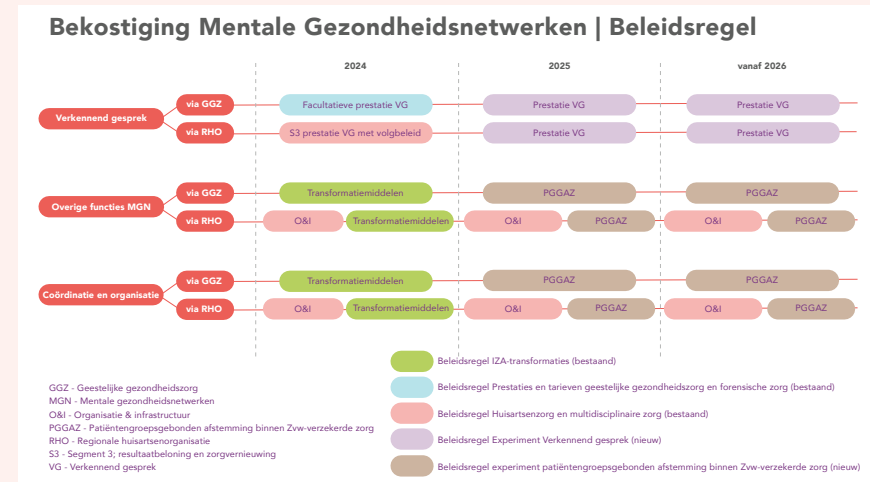 Bekostiging Mentale Gezondheidsnetwerken | Beleidsregel
2024 2025 vanaf 2026
Verkennend gesprek
via GGZ Facultatieve prestatie VG Prestatie VG Prestatie VG
via RHO S3 prestatie VG met volgbeleid Prestatie VG Prestatie VG
Overige functies MGN
via GGZ Transformatiemiddelen PGGAZ PGGAZ
via RHO O&I Transformatiemiddelen O&I PGGAZ O&I PGGAZ
Coördinatie en organisatie
via GGZ Transformatiemiddelen PGGAZ PGGAZ
via RHO O&I Transformatiemiddelen O&I PGGAZ O&I PGGAZ
GGZ - Geestelijke gezondheidszorg
MGN - Mentale gezondheidsnetwerken
O&I - Organisatie & infrastructuur
PGGAZ - Patiëntengroepsgebonden afstemming binnen Zvw-verzekerde zorg
RHO - Regionale huisartsenorganisatie
S3 - Segment 3; resultaatbeloning en zorgvernieuwing
VG - Verkennend gesprek
Beleidsregel IZA-transformaties (bestaand)
Beleidsregel Prestaties en tarieven geestelijke gezondheidszorg en forensische zorg (bestaand)
Beleidsregel Huisartsenzorg en multidisciplinaire zorg (bestaand)
Beleidsregel Experiment Verkennend gesprek (nieuw)
Beleidsregel experiment patiëntengroepsgebonden afstemming binnen Zvw-verzekerde zorg (nieuw)